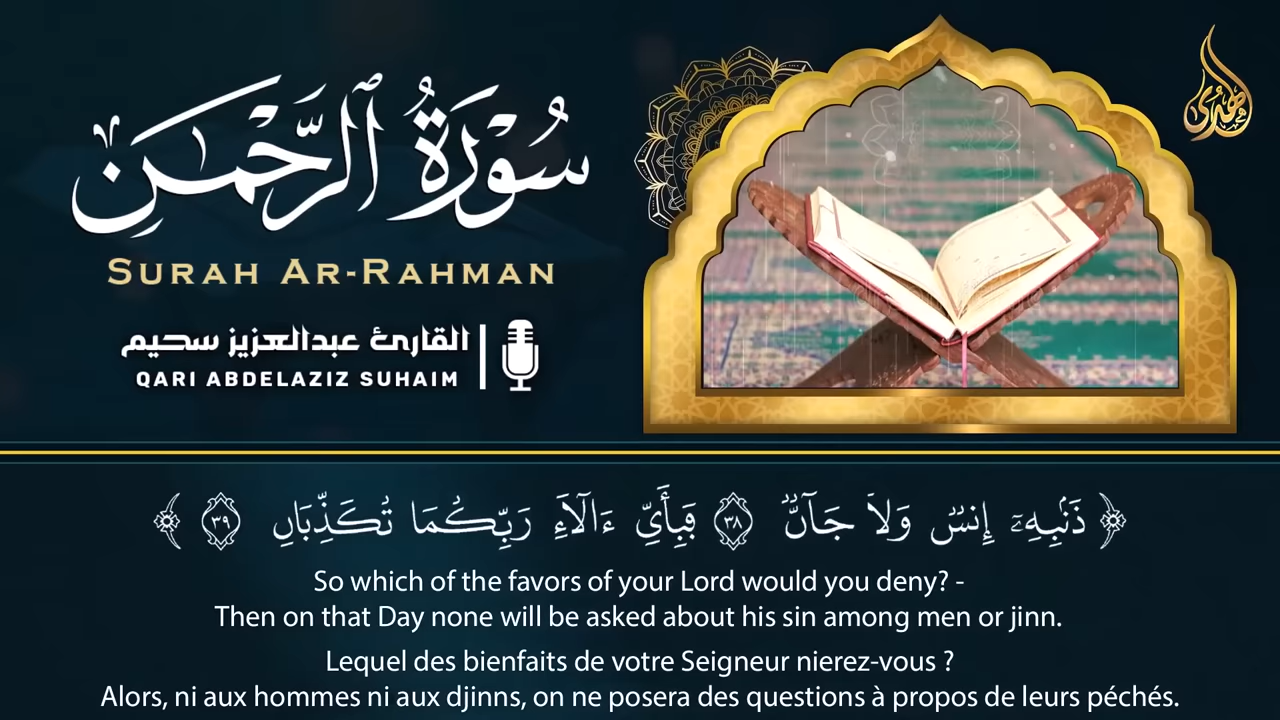 سُورَةُ ٱلرَّحْمَـٰنِ
SURAH AR-RAHMAN
القارئ عبدالعزيز سحيم
QARI ABDELAZIZ SUHAIM
الهدى
﴿ ذَنۢبِهِۦٓ إِنسٌ وَلَا جَآنٌّ ٣٨ فَبِأَيِّ ءَالَآءِ رَبِّكُمَا تُكَذِّبَانِ ٣٩ ﴾
So which of the favors of your Lord would you deny? -
Then on that Day none will be asked about his sin among men or jinn.
Lequel des bienfaits de votre Seigneur nierez-vous ?
Alors, ni aux hommes ni aux djinns, on ne posera des questions à propos de leurs péchés.